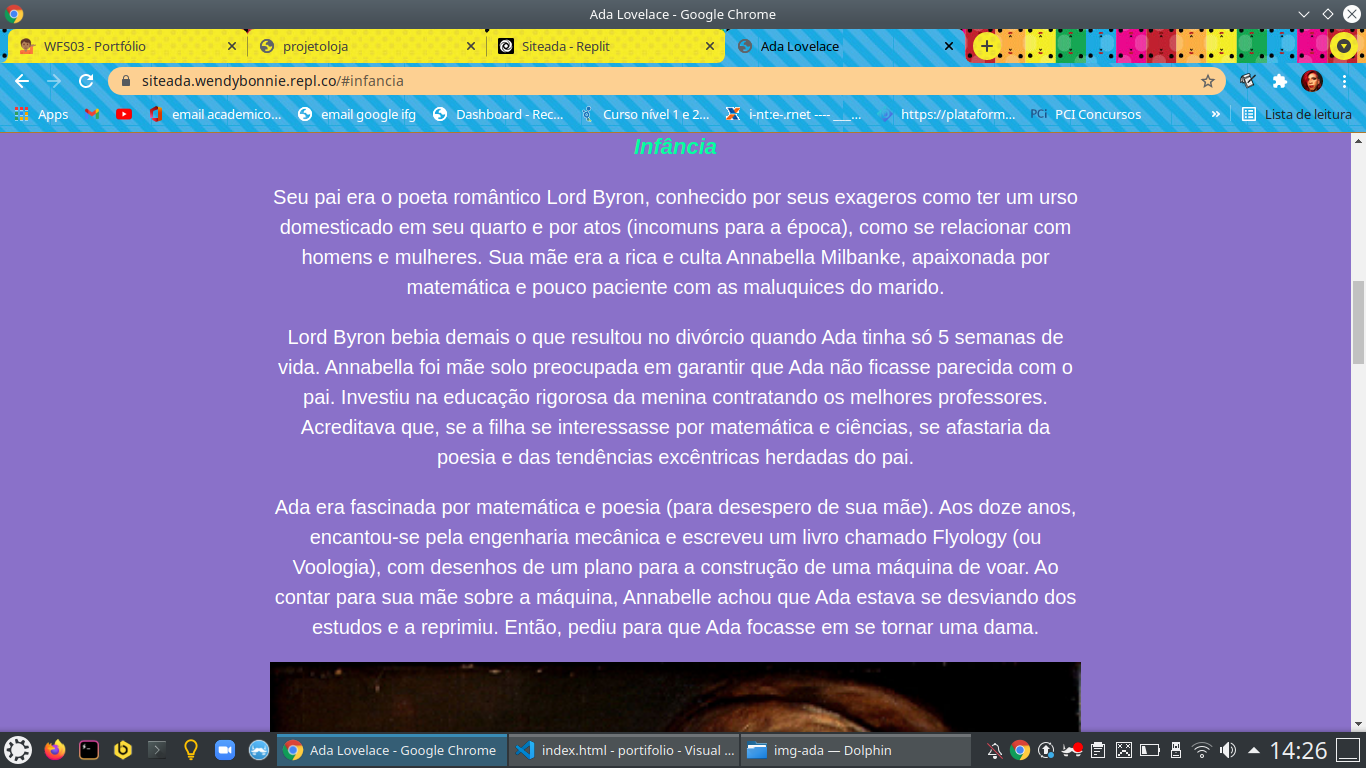 Ada Lovelace - Google Chrome
WFS03 - Portfólio
projetoloja
Siteada - Replit
Ada Lovelace
siteada.wendybonnie.repl.co/#infancia
Apps
email academico...
email google ifg
Dashboard - Rec...
Curso nível 1 e 2...
i-nt:e-.rnet ---- ___...
https://plataform...
PCI PCI Concursos
»
Lista de leitura
Infância
Seu pai era o poeta romântico Lord Byron, conhecido por seus exageros como ter um urso
domesticado em seu quarto e por atos (incomuns para a época), como se relacionar com
homens e mulheres. Sua mãe era a rica e culta Annabella Milbanke, apaixonada por
matemática e pouco paciente com as maluquices do marido.
Lord Byron bebia demais o que resultou no divórcio quando Ada tinha só 5 semanas de
vida. Annabella foi mãe solo preocupada em garantir que Ada não ficasse parecida com o
pai. Investiu na educação rigorosa da menina contratando os melhores professores.
Acreditava que, se a filha se interessasse por matemática e ciências, se afastaria da
poesia e das tendências excêntricas herdadas do pai.
Ada era fascinada por matemática e poesia (para desespero de sua mãe). Aos doze anos,
encantou-se pela engenharia mecânica e escreveu um livro chamado Flyology (ou
Voologia), com desenhos de um plano para a construção de uma máquina de voar. Ao
contar para sua mãe sobre a máquina, Annabelle achou que Ada estava se desviando dos
estudos e a reprimiu. Então, pediu para que Ada focasse em se tornar uma dama.
Ada Lovelace - Google Chrome
index.html - portifolio - Visual ...
img-ada — Dolphin
14:26